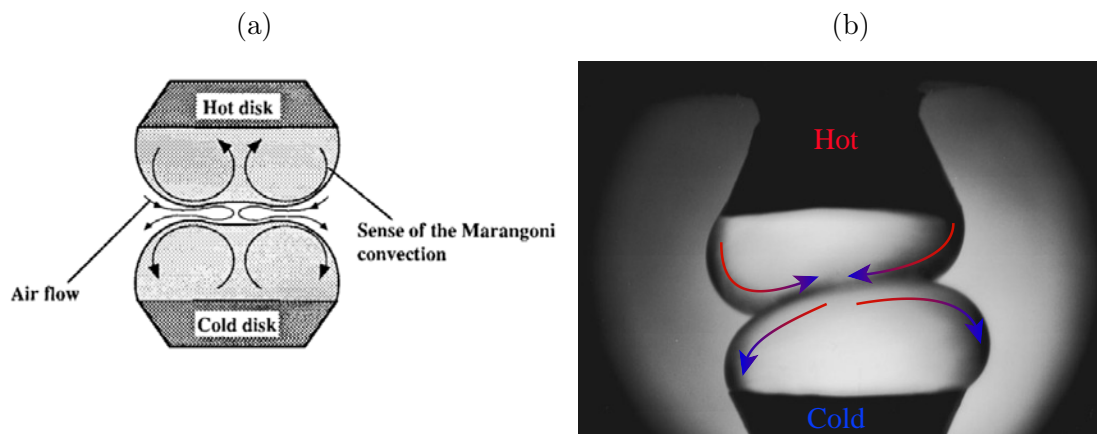 (a)
Hot disk
Sense of the Marangoni
convection
Air flow
Cold disk
(b)
Hot
Cold